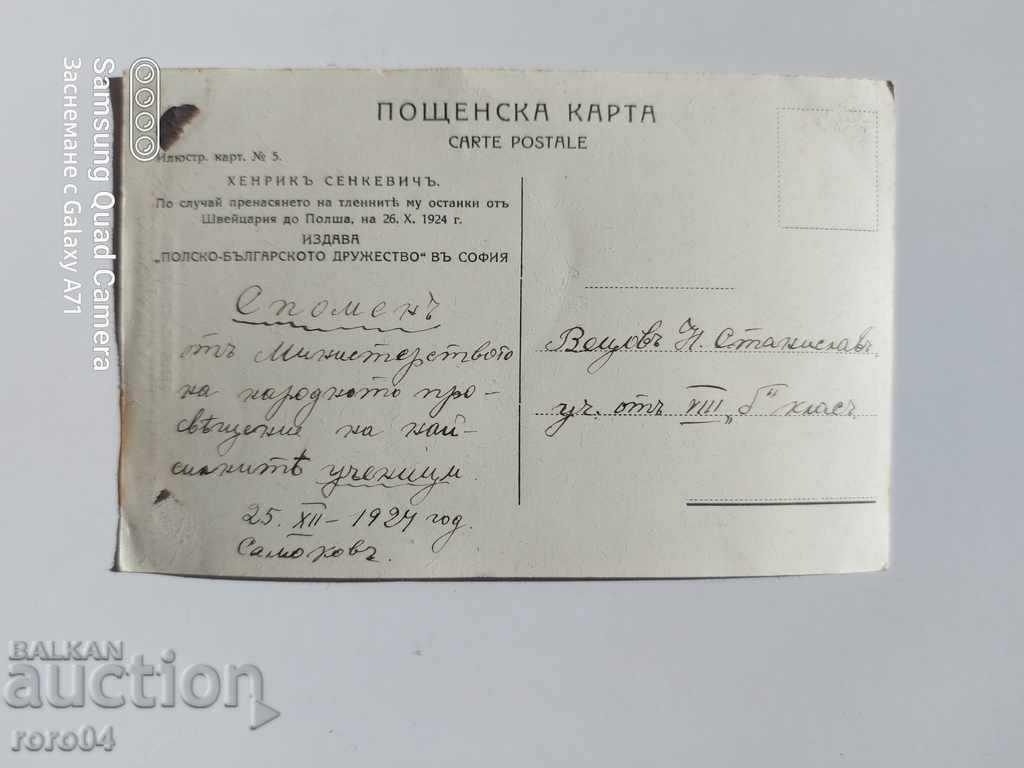 ПОЩЕНСКА КАРТА
CARTE POSTALE
Илюстр. карт. № 5.
ХЕНРИКЪ СЕНКЕВИЧЪ.
По случай пренасянето на тленнитѣ му останки отъ
Швейцария до Полша, на 26. X. 1924 г.
ИЗДАВА
„ПОЛСКО-БЪЛГАРСКОТО ДРУЖЕСТВО“ ВЪ СОФИЯ
Споменъ
отъ Министерството
на народното про-
свѣщение на най-
силнитѣ ученици.
25. XII – 1924 год.
Самоковъ.
Н. Станиславъ
уч. отъ VIII „Б“ класъ
Samsung Quad Camera
Заснемане с Galaxy A71
BALKAN
auction
roro04